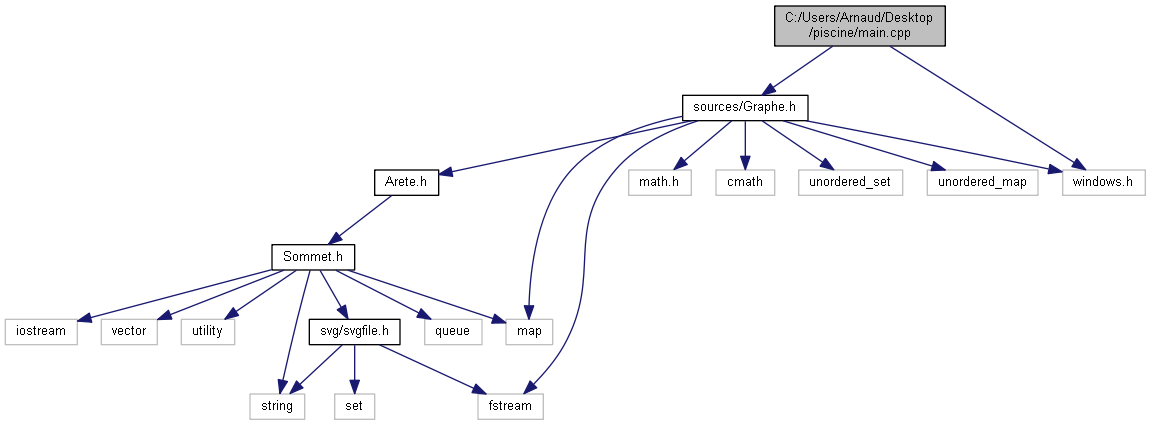 C:/Users/Arnaud/Desktop
/piscine/main.cpp
sources/Graphe.h
Arete.h
math.h
cmath
unordered_set
unordered_map
windows.h
Sommet.h
iostream
vector
utility
svg/svgfile.h
queue
map
string
set
fstream